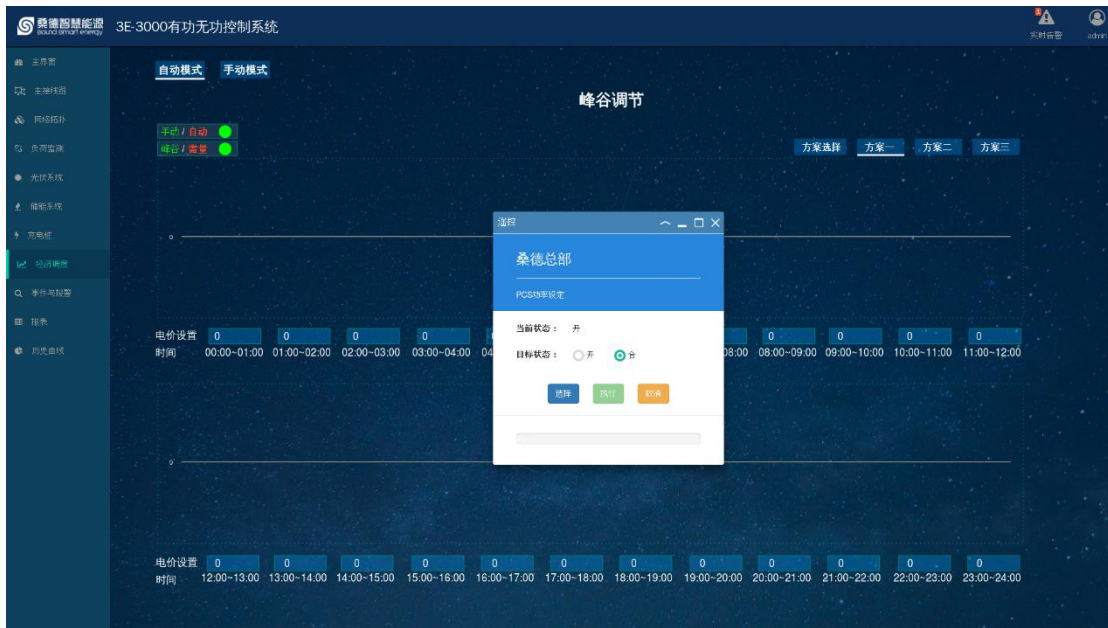 桑德智慧能源 3E-3000有功无功控制系统
Sound smart energy
1
实时告警 admin
主界面
主接线图
网络拓扑
负荷监测
光伏系统
储能系统
充电桩
经济调度
事件与报警
报表
历史曲线
自动模式 手动模式
峰谷调节
手动 / 自动
峰谷 / 需量
方案选择 方案一 方案二 方案三
0
电价设置 0 0 0 0 0 0 0 0
时间 00:00~01:00 01:00~02:00 02:00~03:00 03:00~04:00 04 08:00 08:00~09:00 09:00~10:00 10:00~11:00 11:00~12:00
遥控
桑德总部
PCS功率设定
当前状态： 开
目标状态： 开 合
选择 执行 取消
0
电价设置 0 0 0 0 0 0 0 0 0 0 0 0
时间 12:00~13:00 13:00~14:00 14:00~15:00 15:00~16:00 16:00~17:00 17:00~18:00 18:00~19:00 19:00~20:00 20:00~21:00 21:00~22:00 22:00~23:00 23:00~24:00